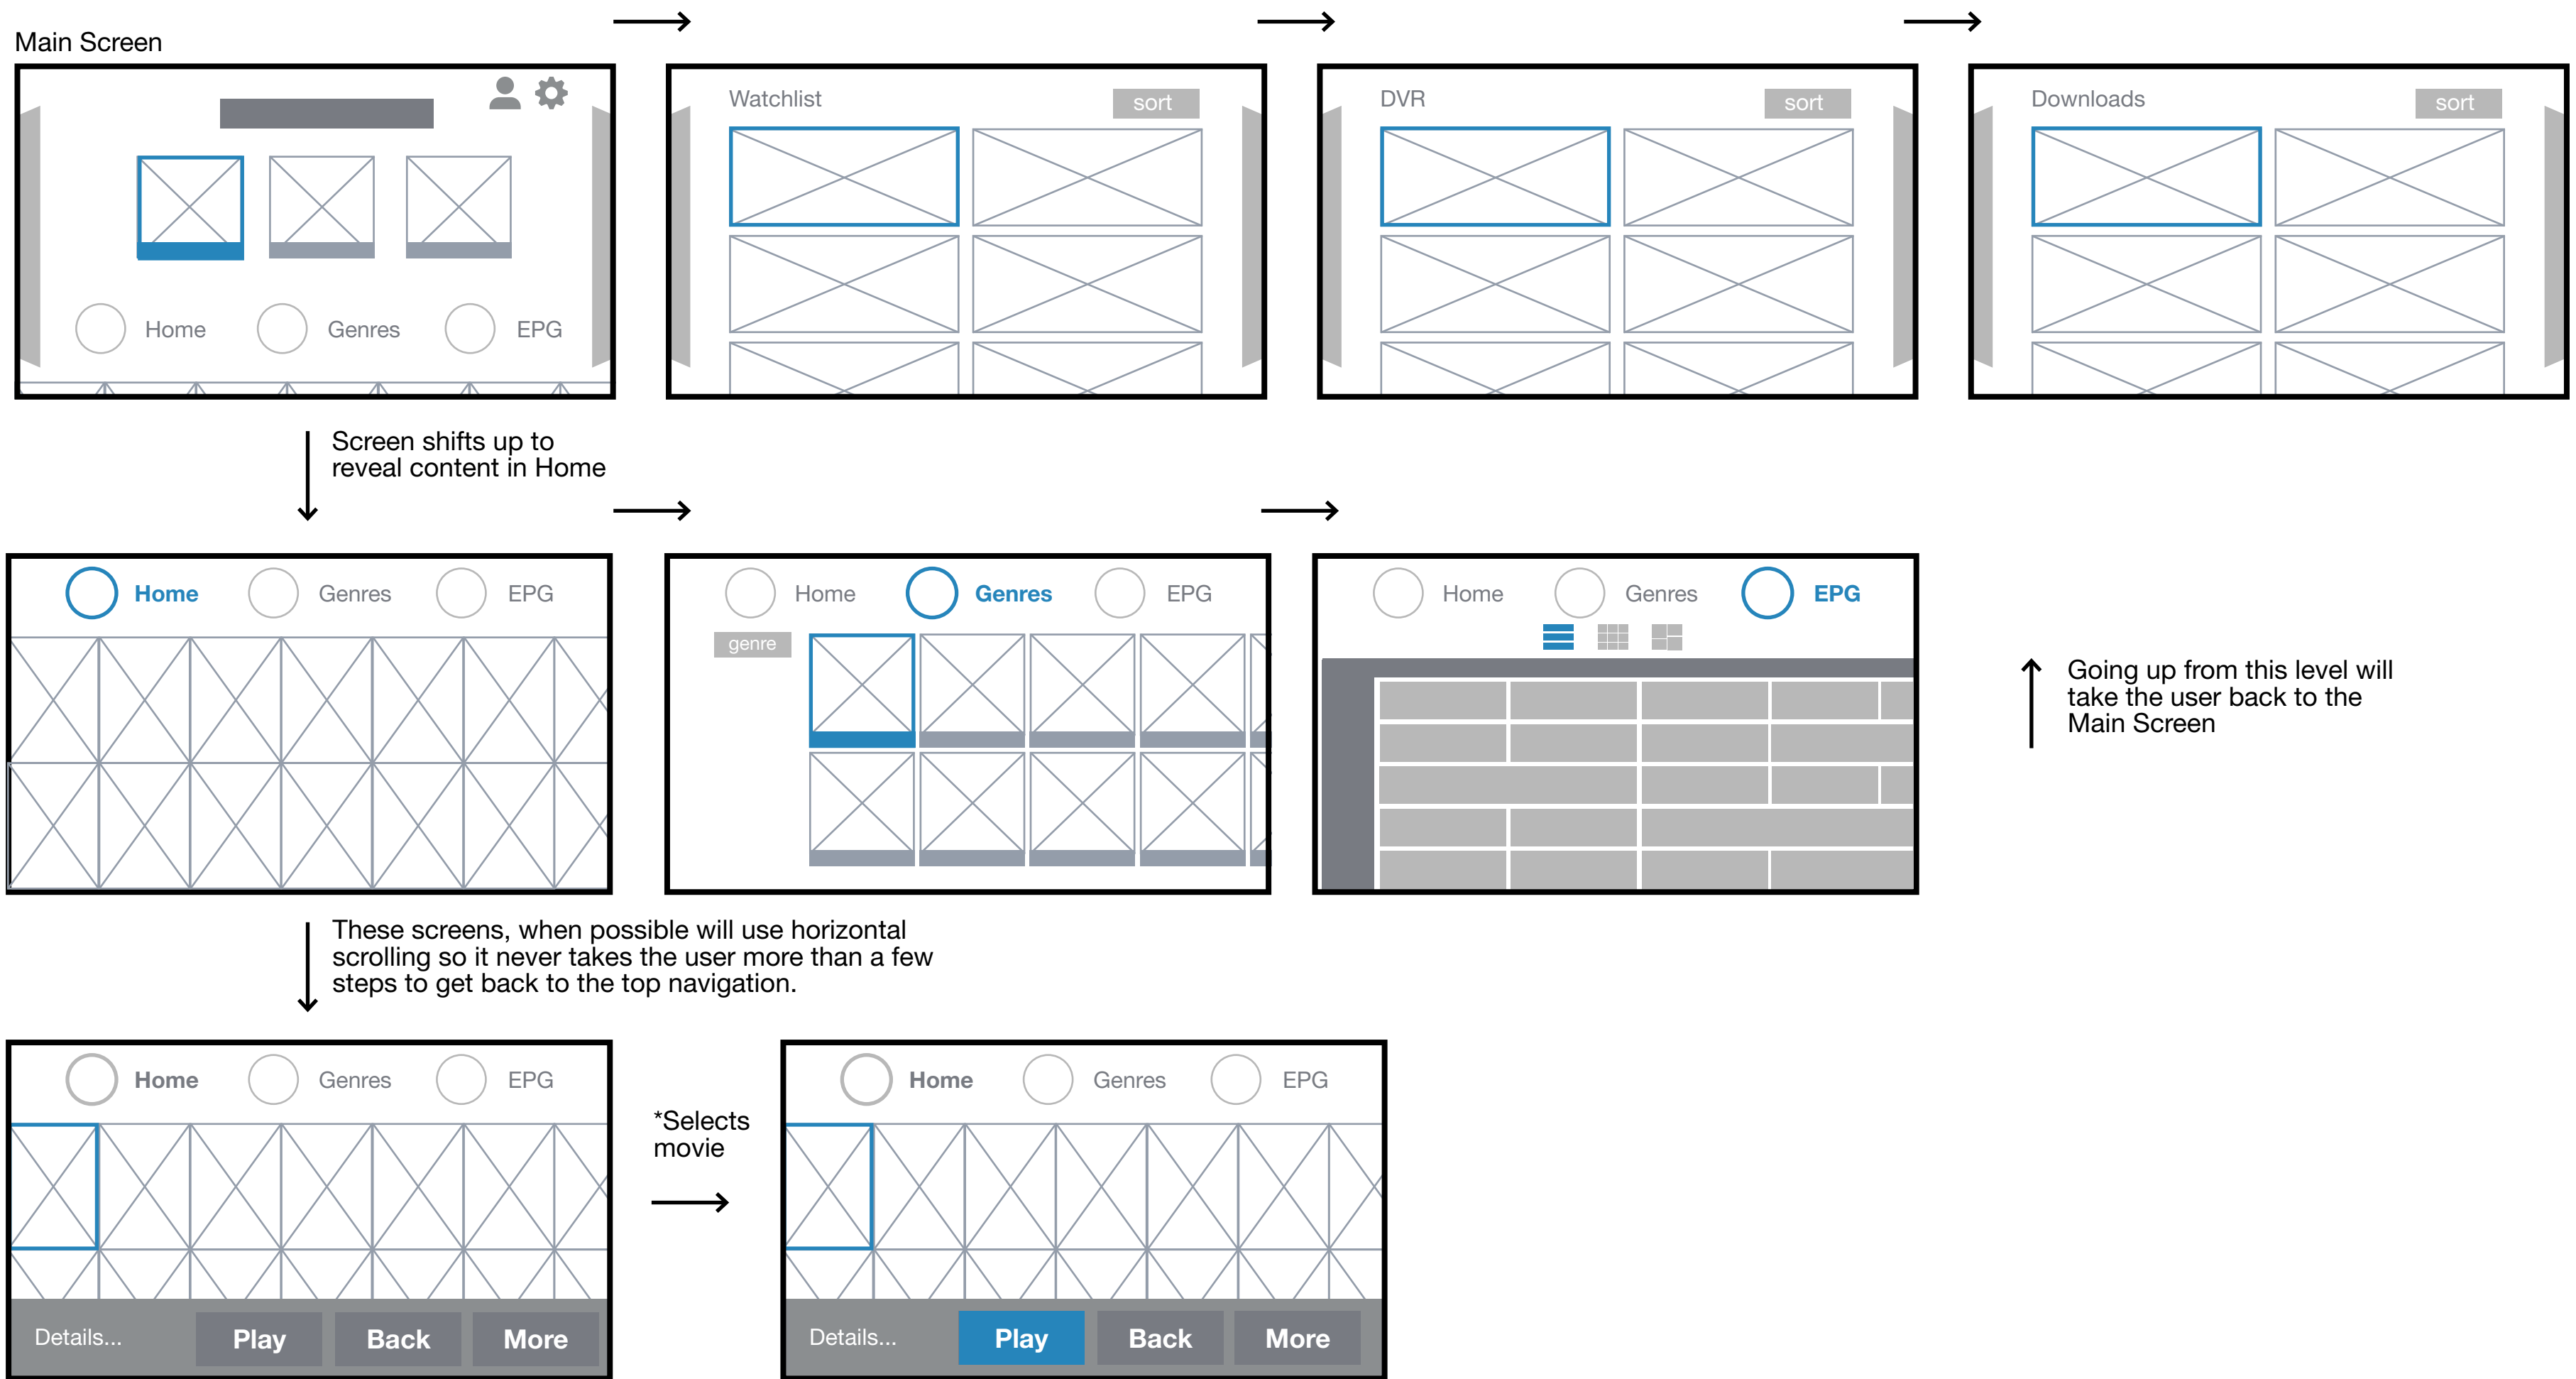 Main Screen
Home
Genres
EPG
Watchlist
sort
DVR
sort
Downloads
sort
Screen shifts up to
reveal content in Home
Home
Genres
EPG
Home
Genres
EPG
genre
Home
Genres
EPG
Going up from this level will
take the user back to the
Main Screen
These screens, when possible will use horizontal
scrolling so it never takes the user more than a few
steps to get back to the top navigation.
Home
Genres
EPG
Details...
Play
Back
More
*Selects
movie
Home
Genres
EPG
Details...
Play
Back
More